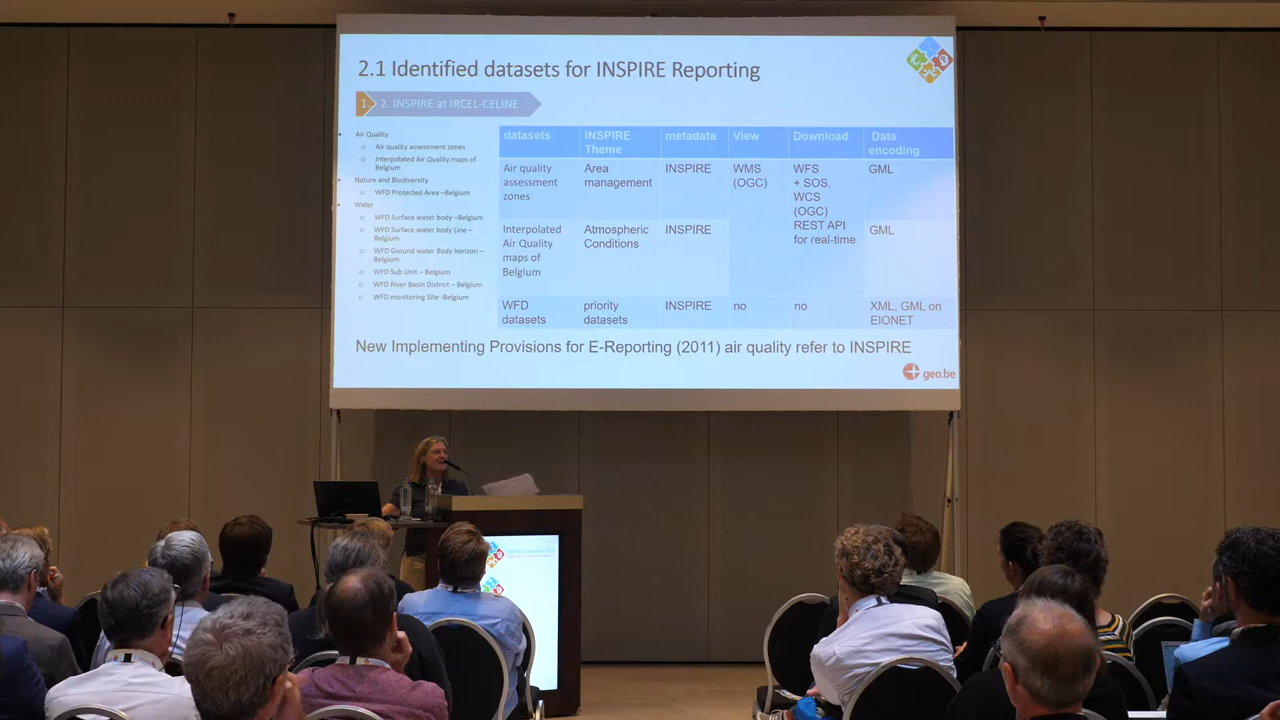 2.1 Identified datasets for INSPIRE Reporting
1. 2. INSPIRE at IRCEL-CELINE
Air Quality
Air quality assessment zones
Interpolated Air Quality maps of
Belgium
Nature and Biodiversity
WFD Protected Area –Belgium
Water
WFD Surface water body –Belgium
WFD Surface water body Line –
Belgium
WFD Ground water Body horizon –
Belgium
WFD Sub Unit – Belgium
WFD River Basin District – Belgium
WFD monitoring Site -Belgium
datasets
INSPIRE
Theme
metadata
View
Download
Data
encoding
Air quality
assessment
zones
Area
management
INSPIRE
WMS
(OGC)
WFS
+ SOS,
WCS
(OGC)
REST API
for real-time
GML
Interpolated
Air Quality
maps of
Belgium
Atmospheric
Conditions
INSPIRE
GML
WFD
datasets
priority
datasets
INSPIRE
no
no
XML, GML on
EIONET
New Implementing Provisions for E-Reporting (2011) air quality refer to INSPIRE
geo.be